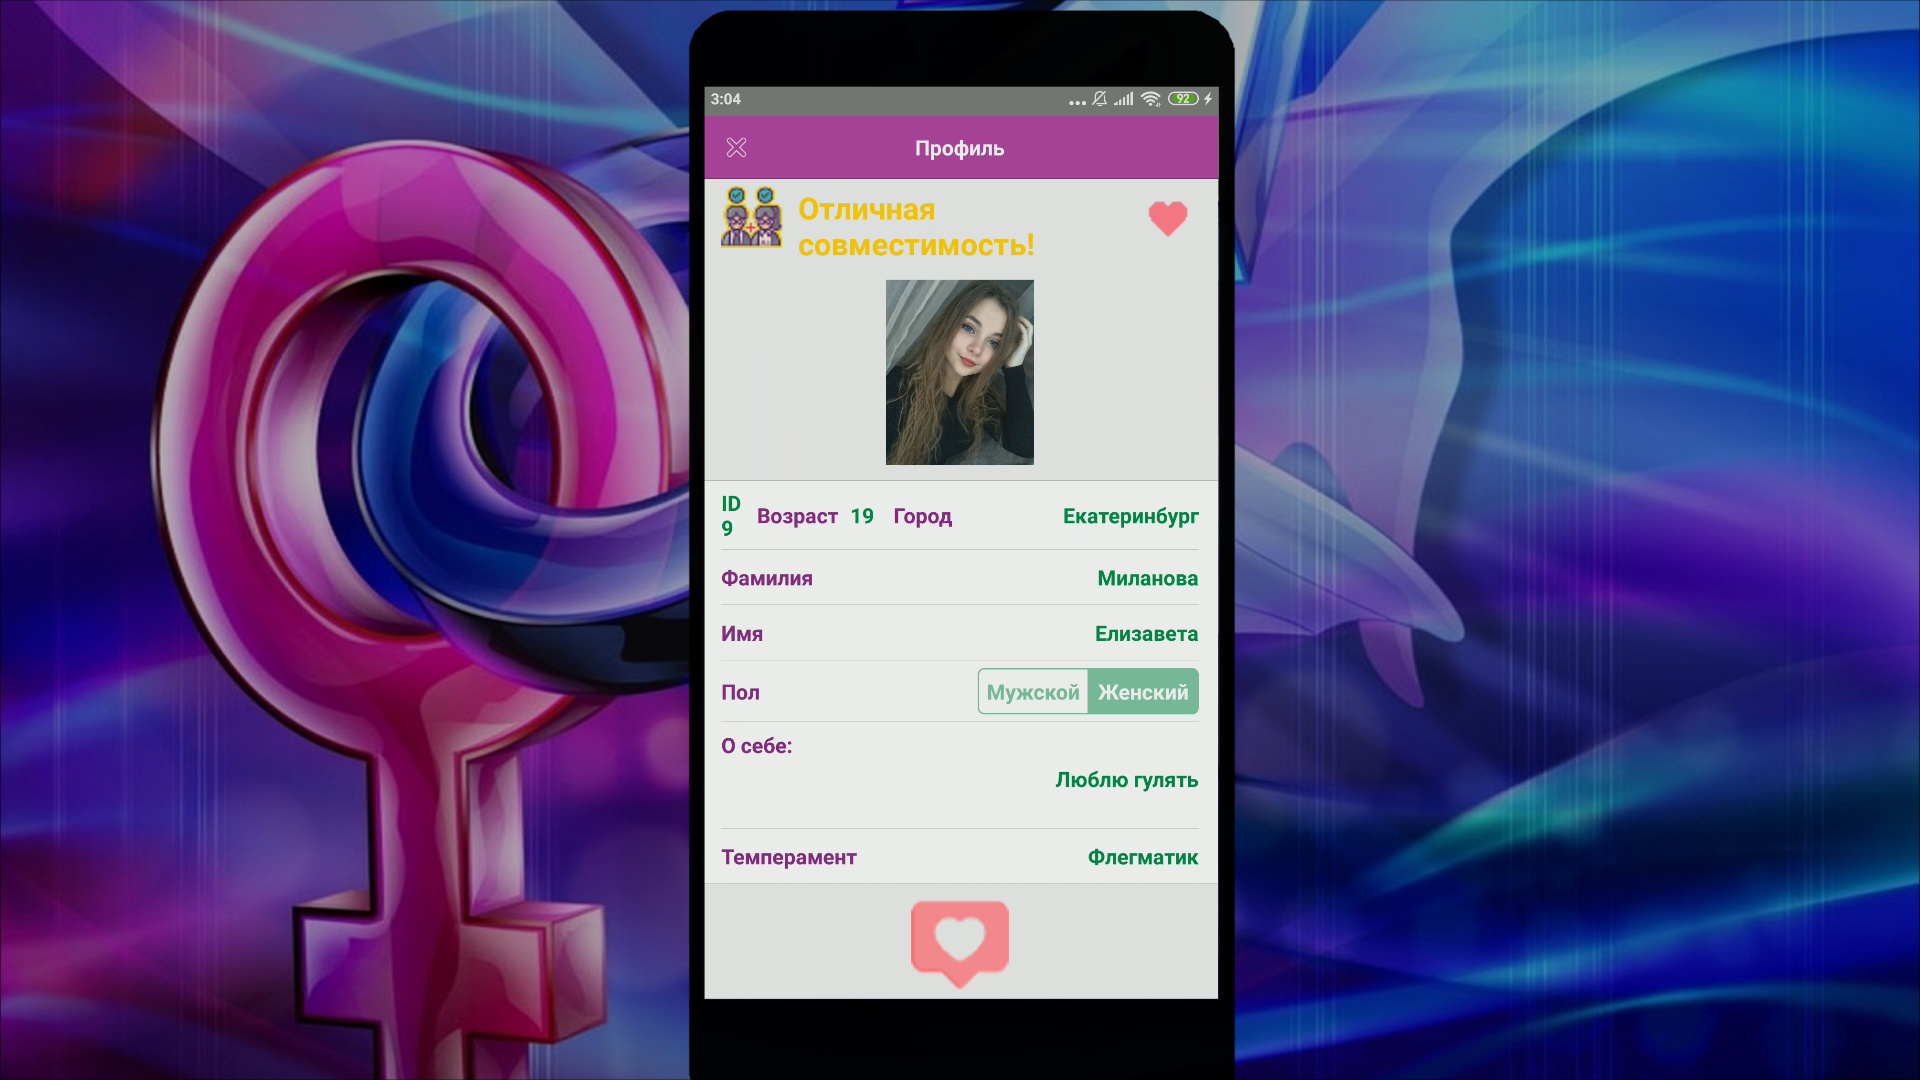 3:04
92
Профиль
Отличная
совместимость!
ID
9
Возраст 19 Город Екатеринбург
Фамилия Миланова
Имя Елизавета
Пол Мужской Женский
О себе:
Люблю гулять
Темперамент Флегматик